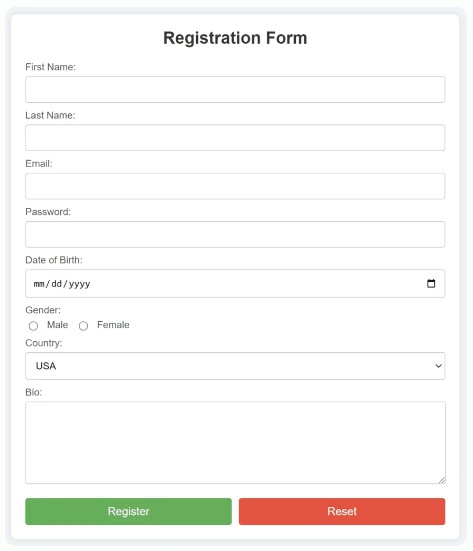 Registration Form
First Name:
Last Name:
Email:
Password:
Date of Birth:
mm/dd/yyyy
Gender:
Male Female
Country:
USA
Bio:
Register Reset